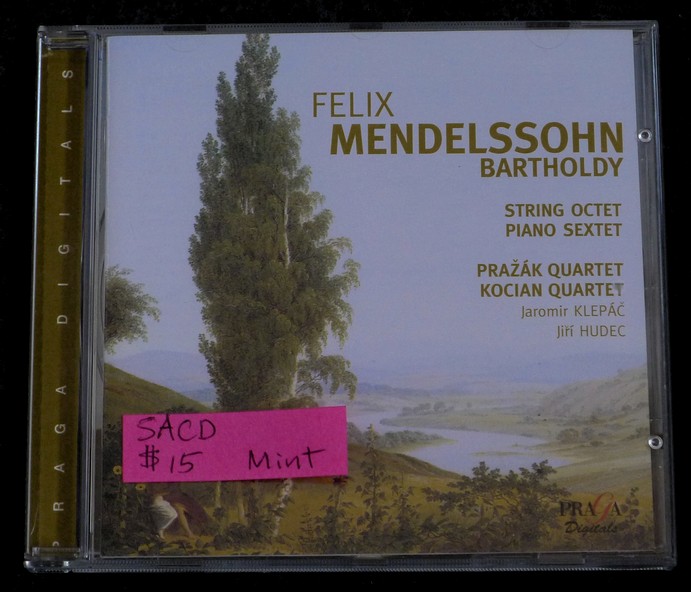 PRAGA DIGITALS
FELIX
MENDELSSOHN
BARTHOLDY
STRING OCTET
PIANO SEXTET
PRAŽÁK QUARTET
KOCIAN QUARTET
Jaromir KLEPÁČ
Jiří HUDEC
SACD
$15 Mint
PRAGA
Digitals